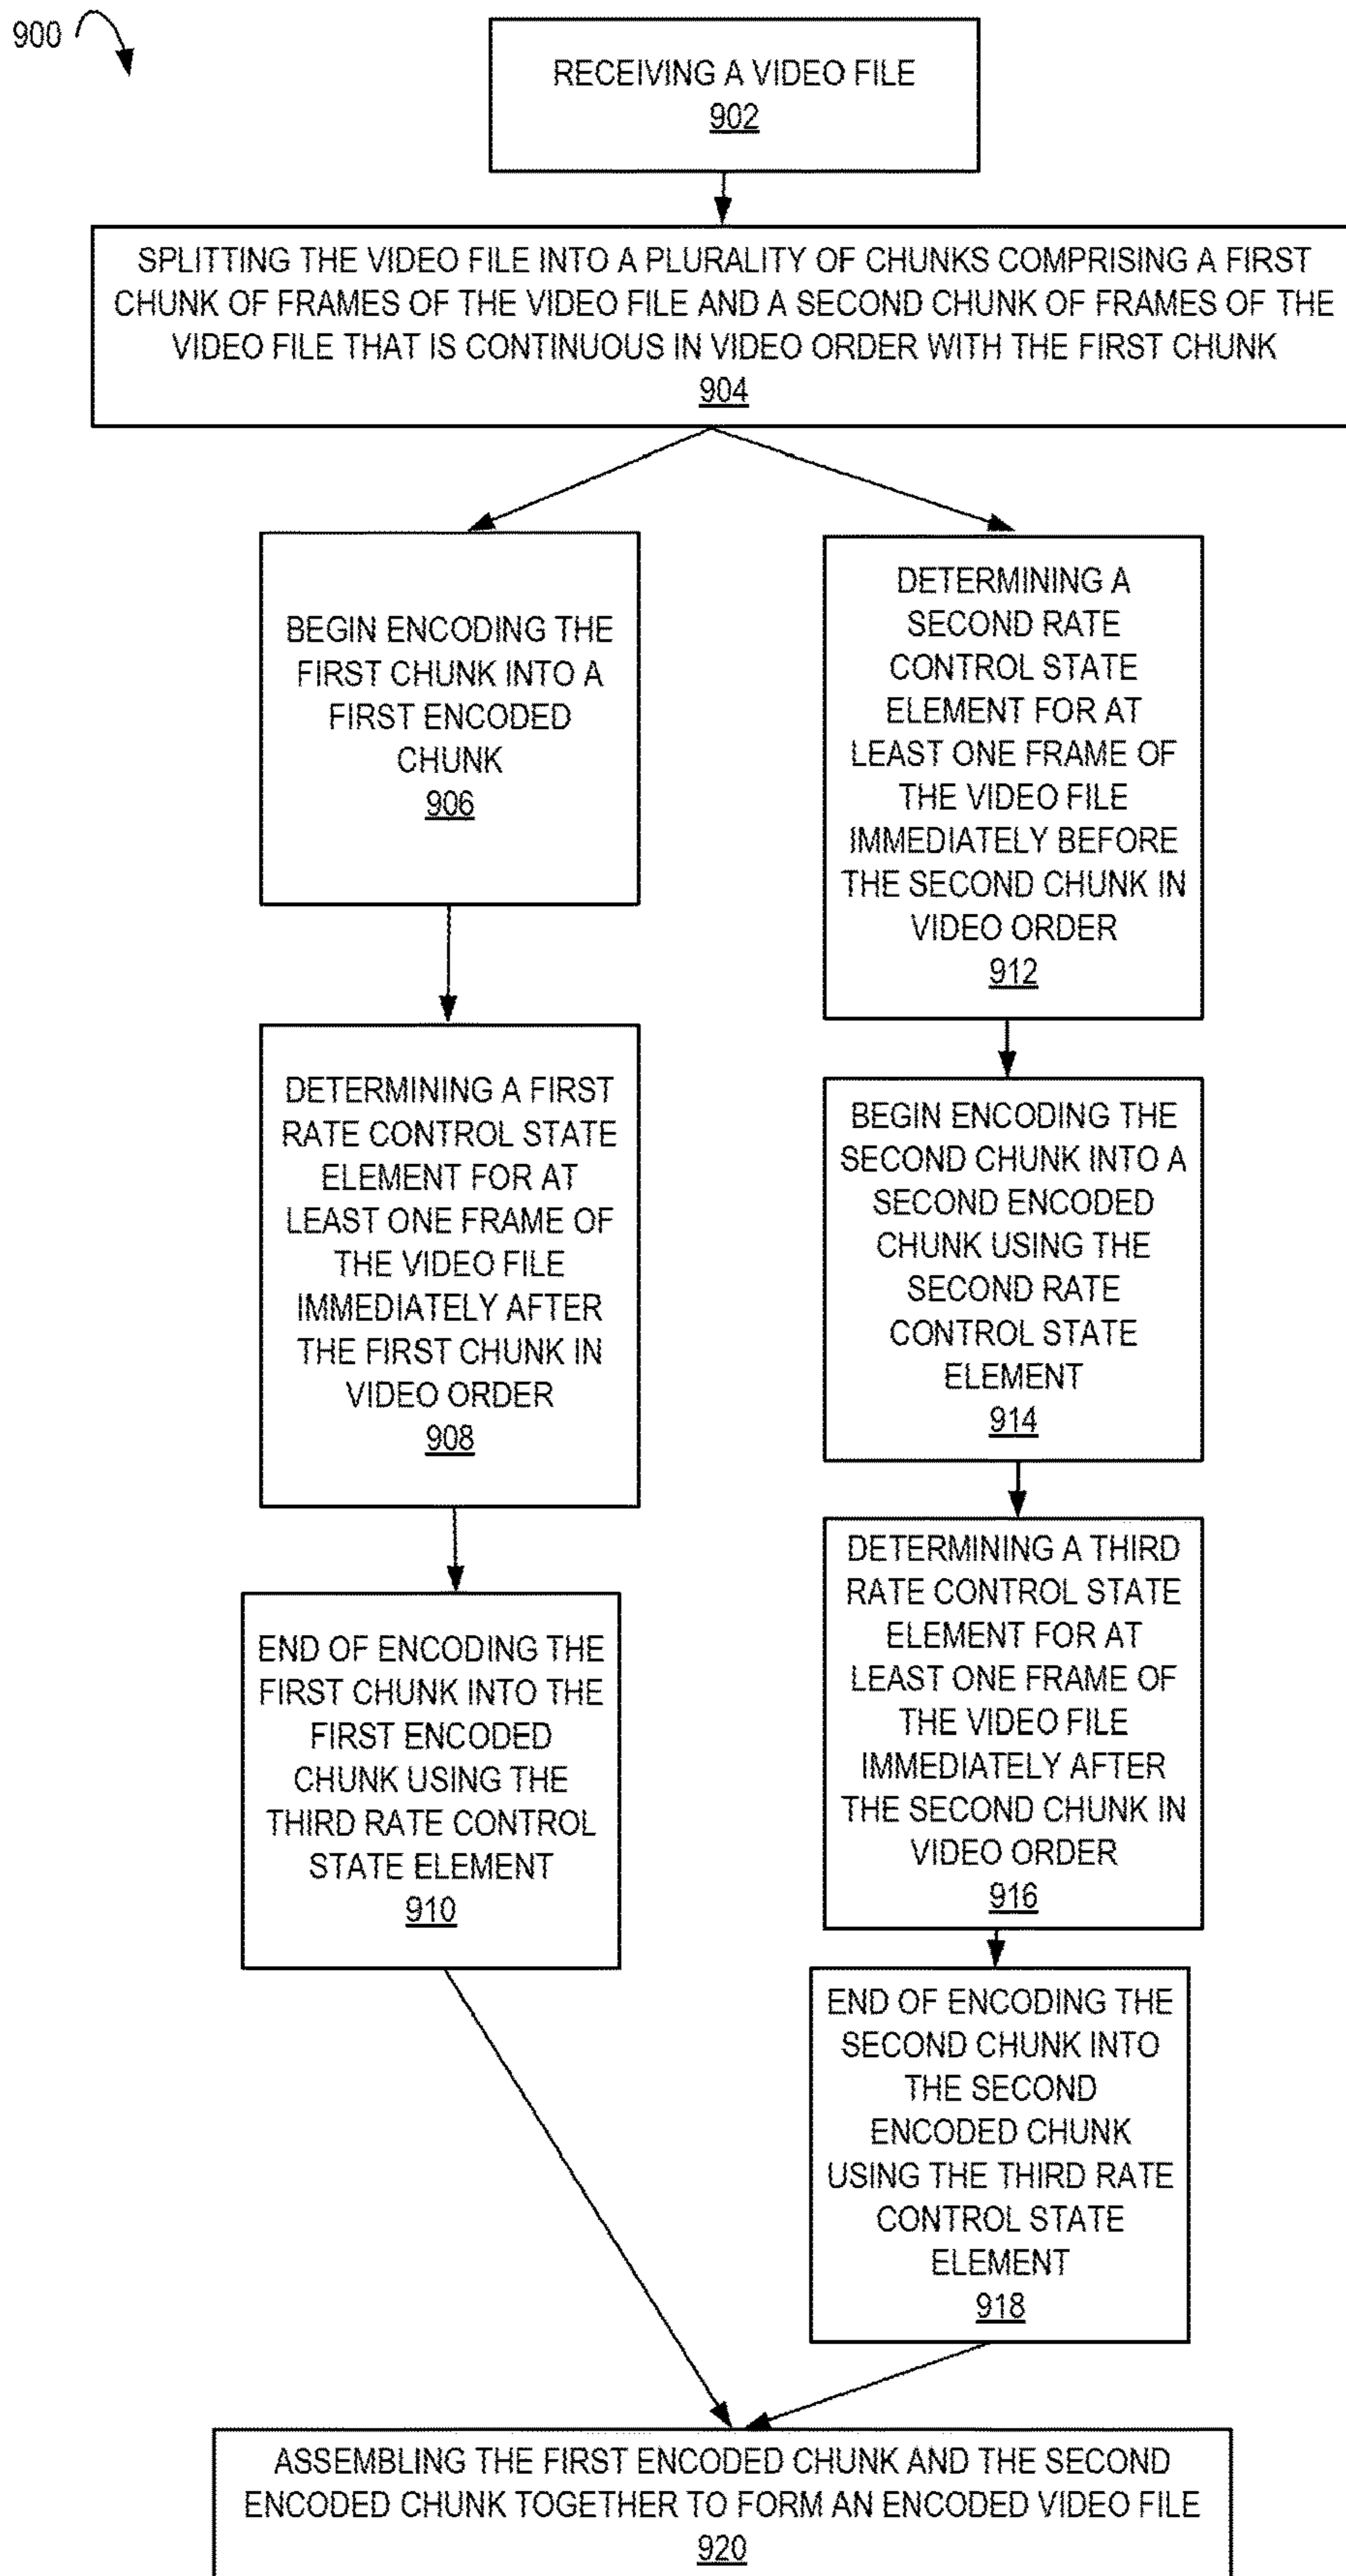 900
RECEIVING A VIDEO FILE
902
SPLITTING THE VIDEO FILE INTO A PLURALITY OF CHUNKS COMPRISING A FIRST
CHUNK OF FRAMES OF THE VIDEO FILE AND A SECOND CHUNK OF FRAMES OF THE
VIDEO FILE THAT IS CONTINUOUS IN VIDEO ORDER WITH THE FIRST CHUNK
904
BEGIN ENCODING THE
FIRST CHUNK INTO A
FIRST ENCODED
CHUNK
906
DETERMINING A FIRST
RATE CONTROL STATE
ELEMENT FOR AT
LEAST ONE FRAME OF
THE VIDEO FILE
IMMEDIATELY AFTER
THE FIRST CHUNK IN
VIDEO ORDER
908
END OF ENCODING THE
FIRST CHUNK INTO THE
FIRST ENCODED
CHUNK USING THE
THIRD RATE CONTROL
STATE ELEMENT
910
DETERMINING A
SECOND RATE
CONTROL STATE
ELEMENT FOR AT
LEAST ONE FRAME OF
THE VIDEO FILE
IMMEDIATELY BEFORE
THE SECOND CHUNK IN
VIDEO ORDER
912
BEGIN ENCODING THE
SECOND CHUNK INTO A
SECOND ENCODED
CHUNK USING THE
SECOND RATE
CONTROL STATE
ELEMENT
914
DETERMINING A THIRD
RATE CONTROL STATE
ELEMENT FOR AT
LEAST ONE FRAME OF
THE VIDEO FILE
IMMEDIATELY AFTER
THE SECOND CHUNK IN
VIDEO ORDER
916
END OF ENCODING THE
SECOND CHUNK INTO
THE SECOND
ENCODED CHUNK
USING THE THIRD RATE
CONTROL STATE
ELEMENT
918
ASSEMBLING THE FIRST ENCODED CHUNK AND THE SECOND
ENCODED CHUNK TOGETHER TO FORM AN ENCODED VIDEO FILE
920